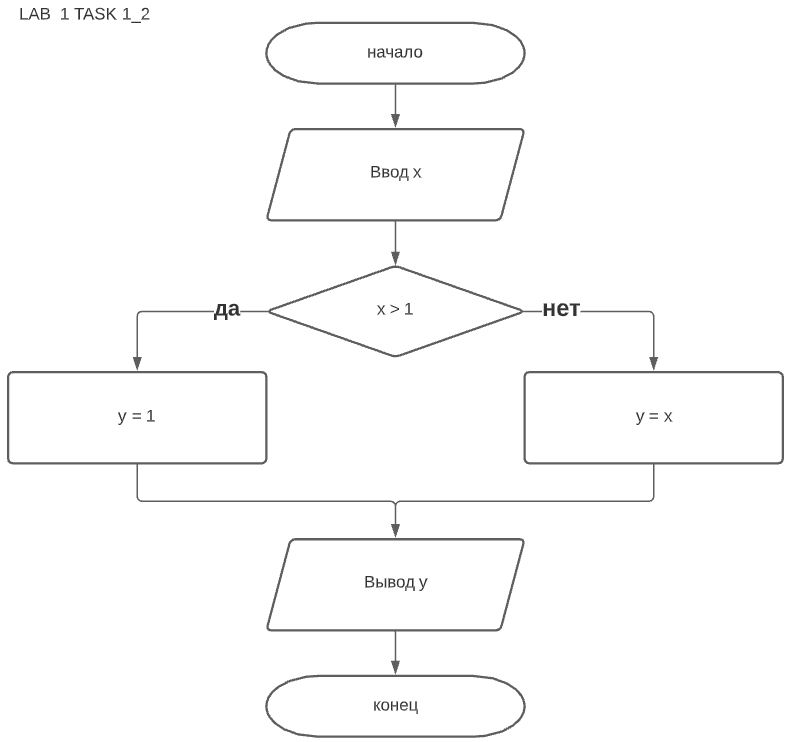 LAB 1 TASK 1_2
начало
Ввод x
x > 1
да
нет
y = 1
y = x
Вывод y
конец